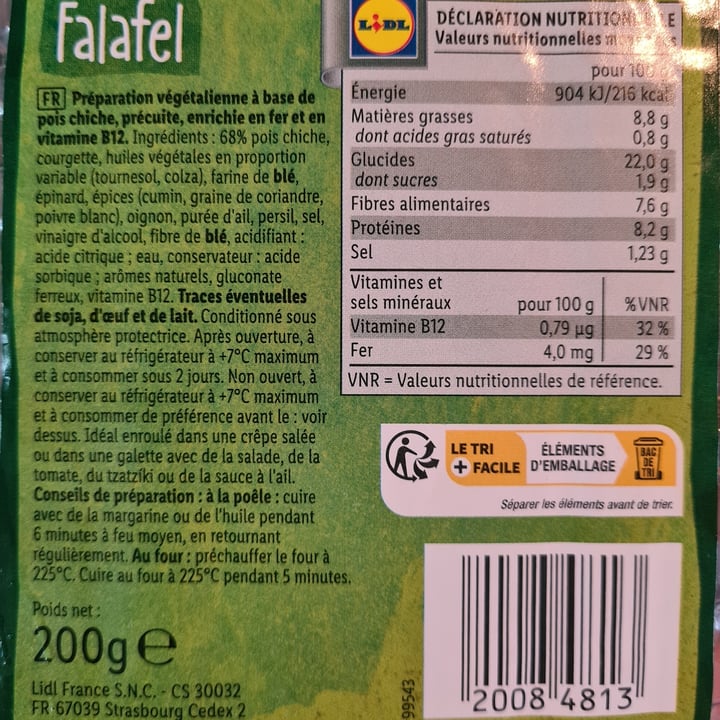 Falafel
FR Préparation végétalienne à base de
pois chiche, précuite, enrichie en fer et en
vitamine B12. Ingrédients : 68% pois chiche,
courgette, huiles végétales en proportion
variable (tournesol, colza), farine de blé,
épinard, épices (cumin, graine de coriandre,
poivre blanc), oignon, purée d'ail, persil, sel,
vinaigre d'alcool, fibre de blé, acidifiant :
acide citrique ; eau, conservateur : acide
sorbique ; arômes naturels, gluconate
ferreux, vitamine B12. Traces éventuelles
de soja, d'œuf et de lait. Conditionné sous
atmosphère protectrice. Après ouverture, à
conserver au réfrigérateur à +7°C maximum
et à consommer sous 2 jours. Non ouvert, à
conserver au réfrigérateur à +7°C maximum
et à consommer de préférence avant le : voir
dessus. Idéal enroulé dans une crêpe salée
ou dans une galette avec de la salade, de la
tomate, du tzatzíki ou de la sauce à l'ail.
Conseils de préparation : à la poêle : cuire
avec de la margarine ou de l'huile pendant
6 minutes à feu moyen, en retournant
régulièrement. Au four : préchauffer le four à
225°C. Cuire au four à 225°C pendant 5 minutes.
Poids net :
200g e
Lidl France S.N.C. - CS 30032
FR-67039 Strasbourg Cedex 2
LIDL
DÉCLARATION
Valeurs nutritionnelles
pour
Énergie 904 kJ/216 kcal
Matières grasses 8,8 g
dont acides gras saturés 0,8 g
Glucides 22,0 g
dont sucres 1,9 g
Fibres alimentaires 7,6 g
Protéines 8,2 g
Sel 1,23 g
Vitamines et
sels minéraux pour 100 g %VNR
Vitamine B12 0,79 µg 32 %
Fer 4,0 mg 29 %
VNR = Valeurs nutritionnelles de référence.
LE TRI
+ FACILE
ÉLÉMENTS
D'EMBALLAGE
BAC
DE
TRI
Séparer les éléments avant de trier.
99543
2008 4813